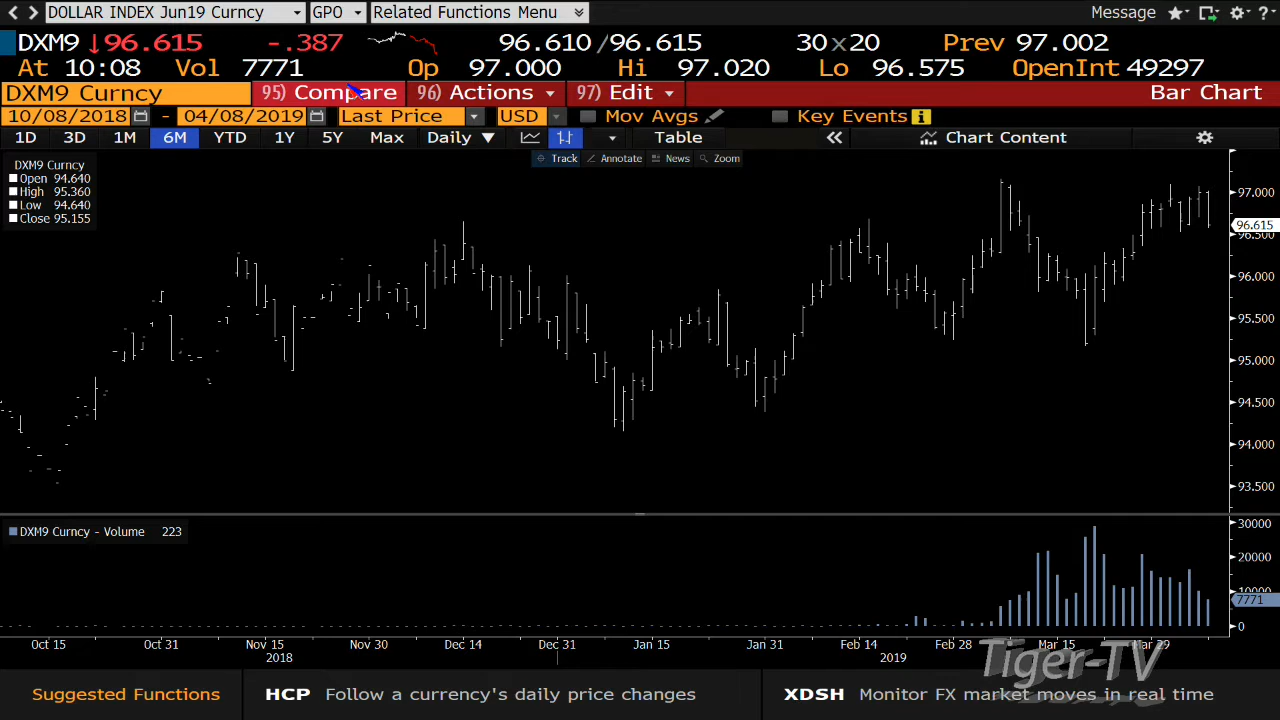 DOLLAR INDEX Jun19 Curncy GPO Related Functions Menu Message ?
DXM9 ↓96.615 -.387 96.610/96.615 30x20 Prev 97.002
At 10:08 Vol 7771 Op 97.000 Hi 97.020 Lo 96.575 OpenInt 49297
DXM9 Curncy 95) Compare 96) Actions 97) Edit Bar Chart
10/08/2018 - 04/08/2019 Last Price USD Mov Avgs Key Events
1D 3D 1M 6M YTD 1Y 5Y Max Daily Table Chart Content
Track Annotate News Zoom
DXM9 Curncy
Open 94.640
High 95.360
Low 94.640
Close 95.155
97.000
96.615
96.500
96.000
95.500
95.000
94.500
94.000
93.500
DXM9 Curncy - Volume 223
30000
20000
10000
7771
0
Oct 15 Oct 31 Nov 15 Nov 30 Dec 14 Dec 31 Jan 15 Jan 31 Feb 14 Feb 28 Mar 15 Mar 29
2018 2019
Tiger-TV
Suggested Functions HCP Follow a currency's daily price changes XDSH Monitor FX market moves in real time